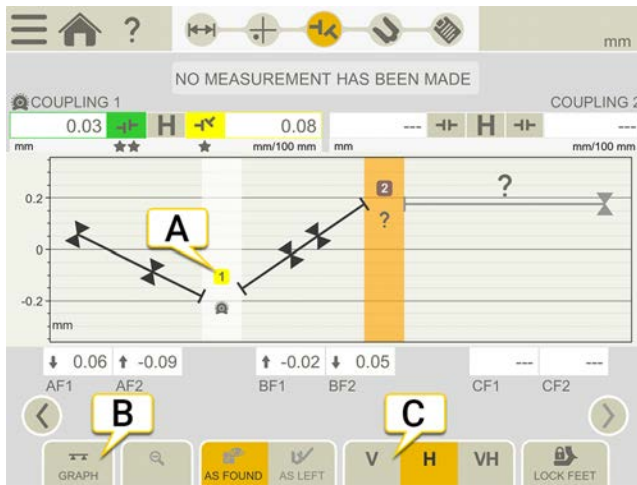 ?
mm
NO MEASUREMENT HAS BEEN MADE
COUPLING 1
COUPLING 2
0.03 H 0.08 --- H ---
mm mm/100 mm mm mm/100 mm
2 ?
0.2
?
A
0
1
-0.2
mm
0.06 -0.09 -0.02 0.05 --- ---
AF1 AF2 BF1 BF2 CF1 CF2
B C
V H VH
GRAPH AS FOUND AS LEFT LOCK FEET